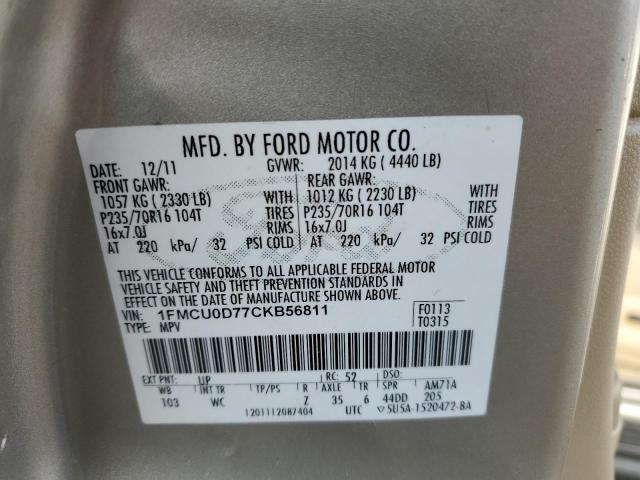 MFD. BY FORD MOTOR CO.
DATE: 12/11 GVWR: 2014 KG ( 4440 LB)
FRONT GAWR: REAR GAWR:
1057 KG ( 2330 LB) 1012 KG ( 2230 LB)
P235/70R16 104T TIRES P235/70R16 104T TIRES
16x7.0J RIMS 16x7.0J RIMS
AT 220 kPa/ 32 PSI COLD AT 220 kPa/ 32 PSI COLD
THIS VEHICLE CONFORMS TO ALL APPLICABLE FEDERAL MOTOR
VEHICLE SAFETY AND THEFT PREVENTION STANDARDS IN
EFFECT ON THE DATE OF MANUFACTURE SHOWN ABOVE.
VIN: 1FMCU0D77CKB56811 F0113
TYPE: MPV T0315
EXT PNT: UP RC: 52 DSO:
WB INT TR TP/PS R AXLE TR SPR AM71A
103 WC Z 35 6 44DD 205
1201112087404 UTC ▽5U5A-1520472-BA
Ford